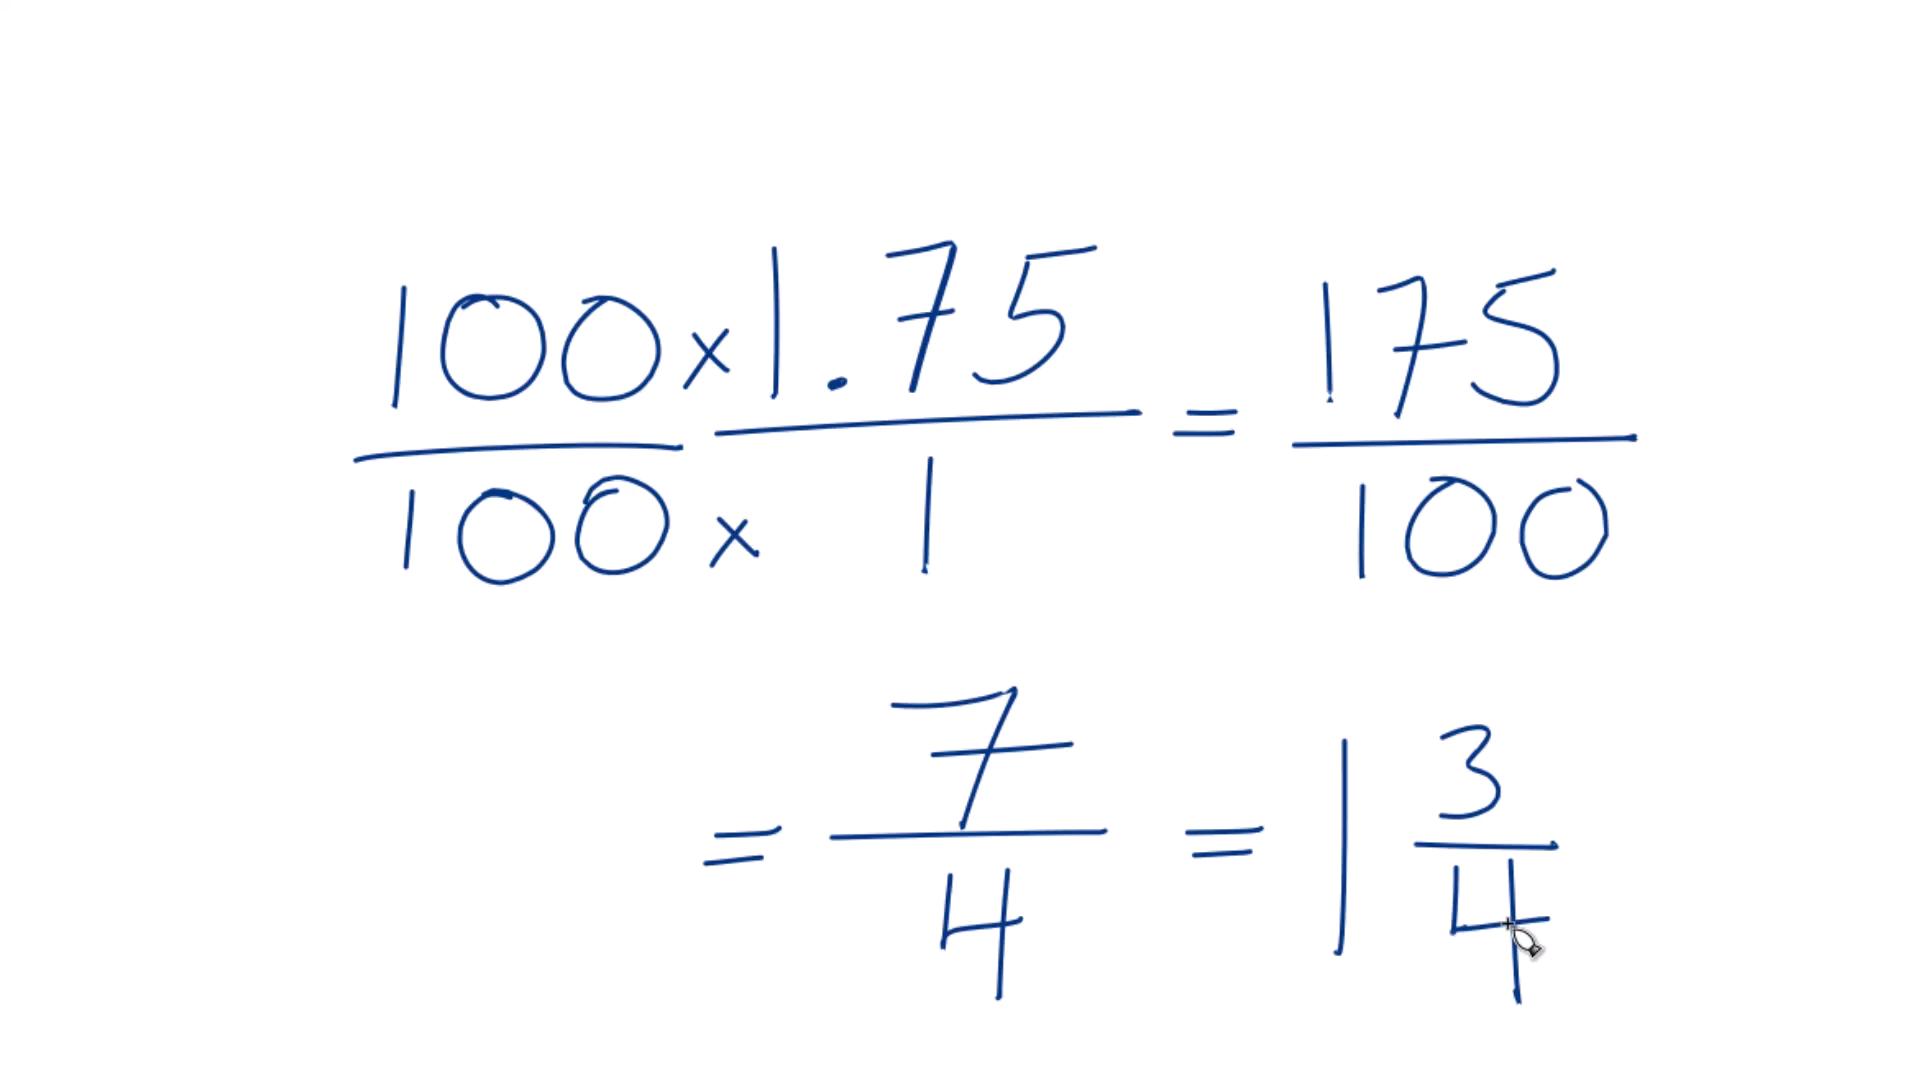 100 × 1.75 / 100 × 1 = 175 / 100
= 7 / 4 = 1 3/4